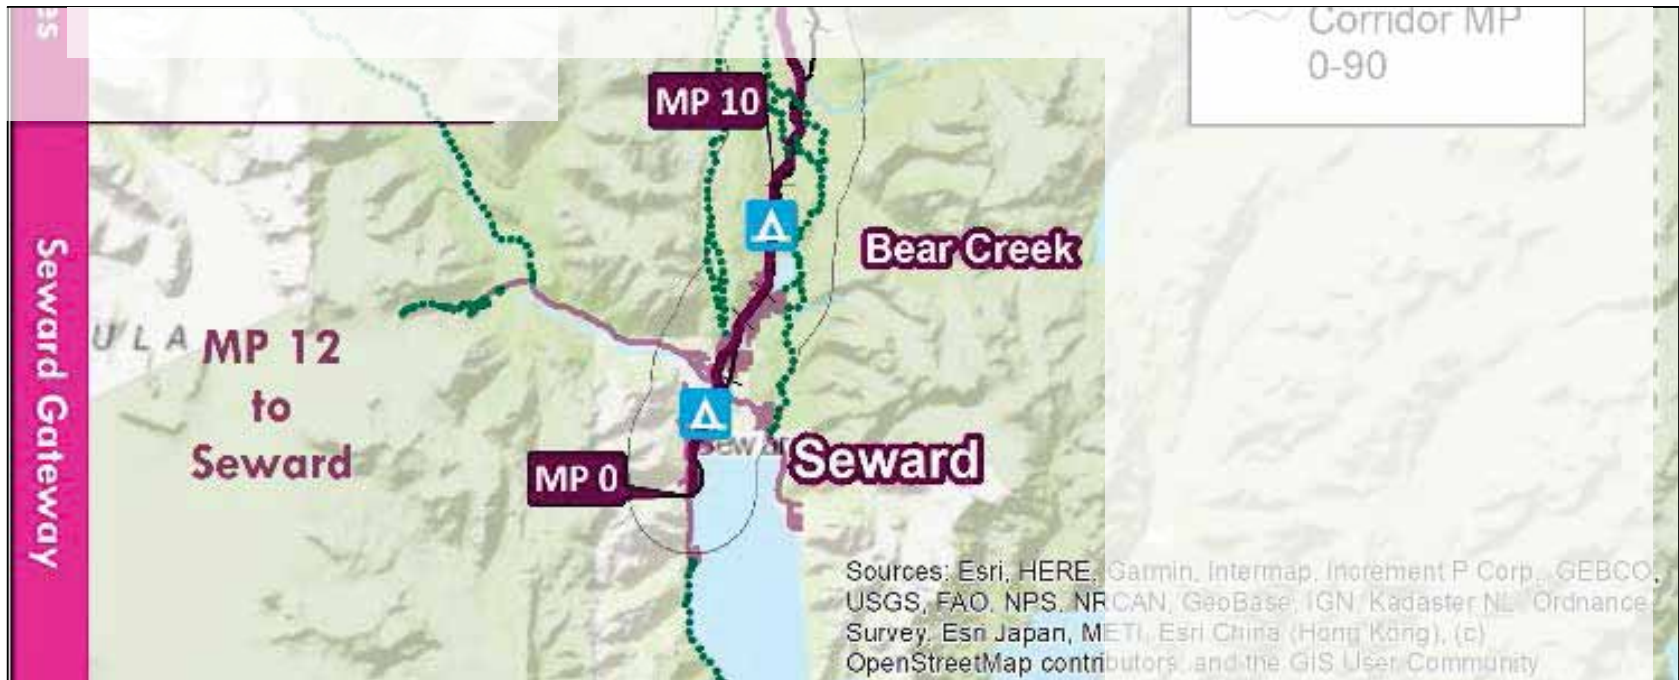 es
Corridor MP
0-90
MP 10
Bear Creek
Seward Gateway
ULA
MP 12
to
Seward
Seward
MP 0
Sources: Esri, HERE, Garmin, Intermap, Increment P Corp., GEBCO,
USGS, FAO, NPS, NRCAN, GeoBase, IGN, Kadaster NL, Ordnance
Survey, Esri Japan, METI, Esri China (Hong Kong), (c)
OpenStreetMap contributors, and the GIS User Community